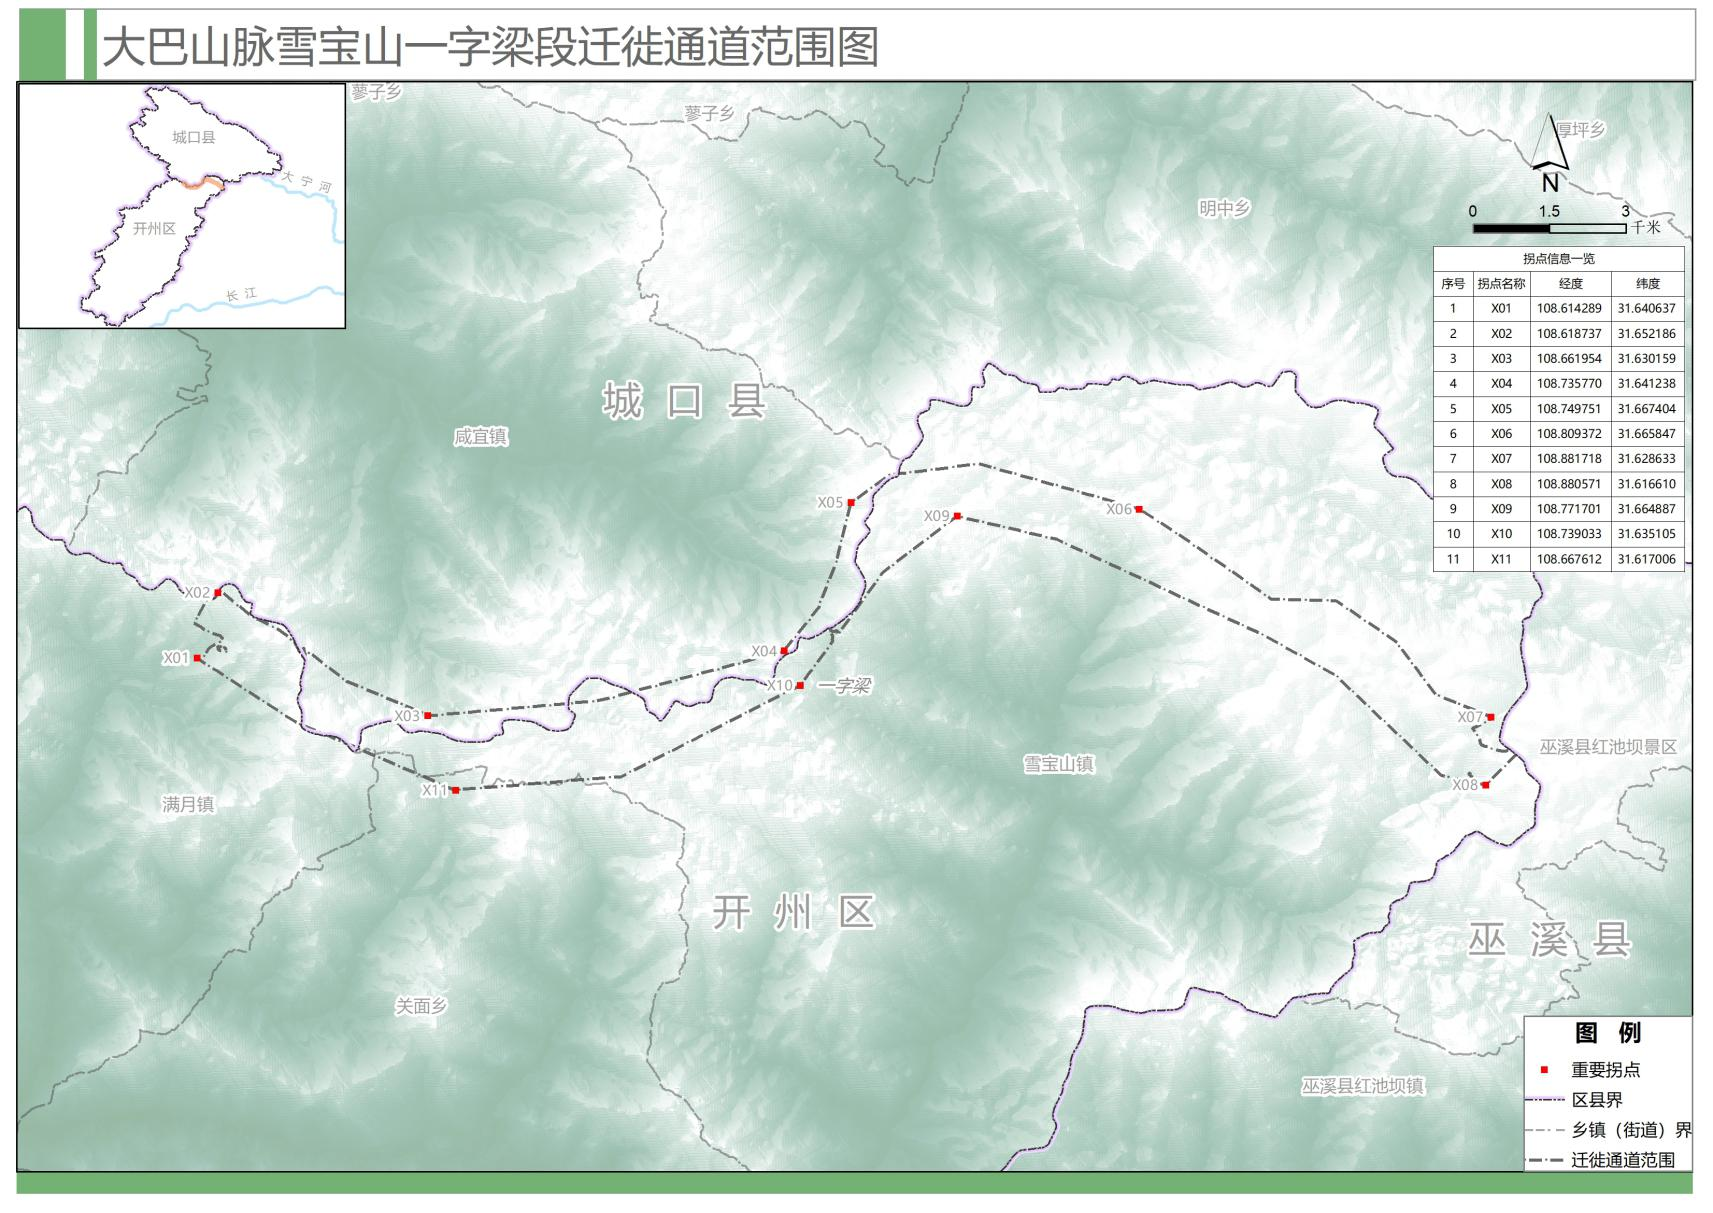 大巴山脉雪宝山一字梁段迁徙通道范围图
城口县
大宁河
开州区
长江
蓼子乡
蓼子乡
厚坪乡
明中乡
N
0 1.5 3
千米
拐点信息一览
序号 拐点名称 经度 纬度
1 X01 108.614289 31.640637
2 X02 108.618737 31.652186
3 X03 108.661954 31.630159
4 X04 108.735770 31.641238
5 X05 108.749751 31.667404
6 X06 108.809372 31.665847
7 X07 108.881718 31.628633
8 X08 108.880571 31.616610
9 X09 108.771701 31.664887
10 X10 108.739033 31.635105
11 X11 108.667612 31.617006
城口县
咸宜镇
X05
X09
X06
X02
X01
X04
X10
一字梁
X03
X07
巫溪县红池坝景区
雪宝山镇
X08
X11
满月镇
开州区
巫溪县
关面乡
巫溪县红池坝镇
图 例
重要拐点
区县界
乡镇（街道）界
迁徙通道范围